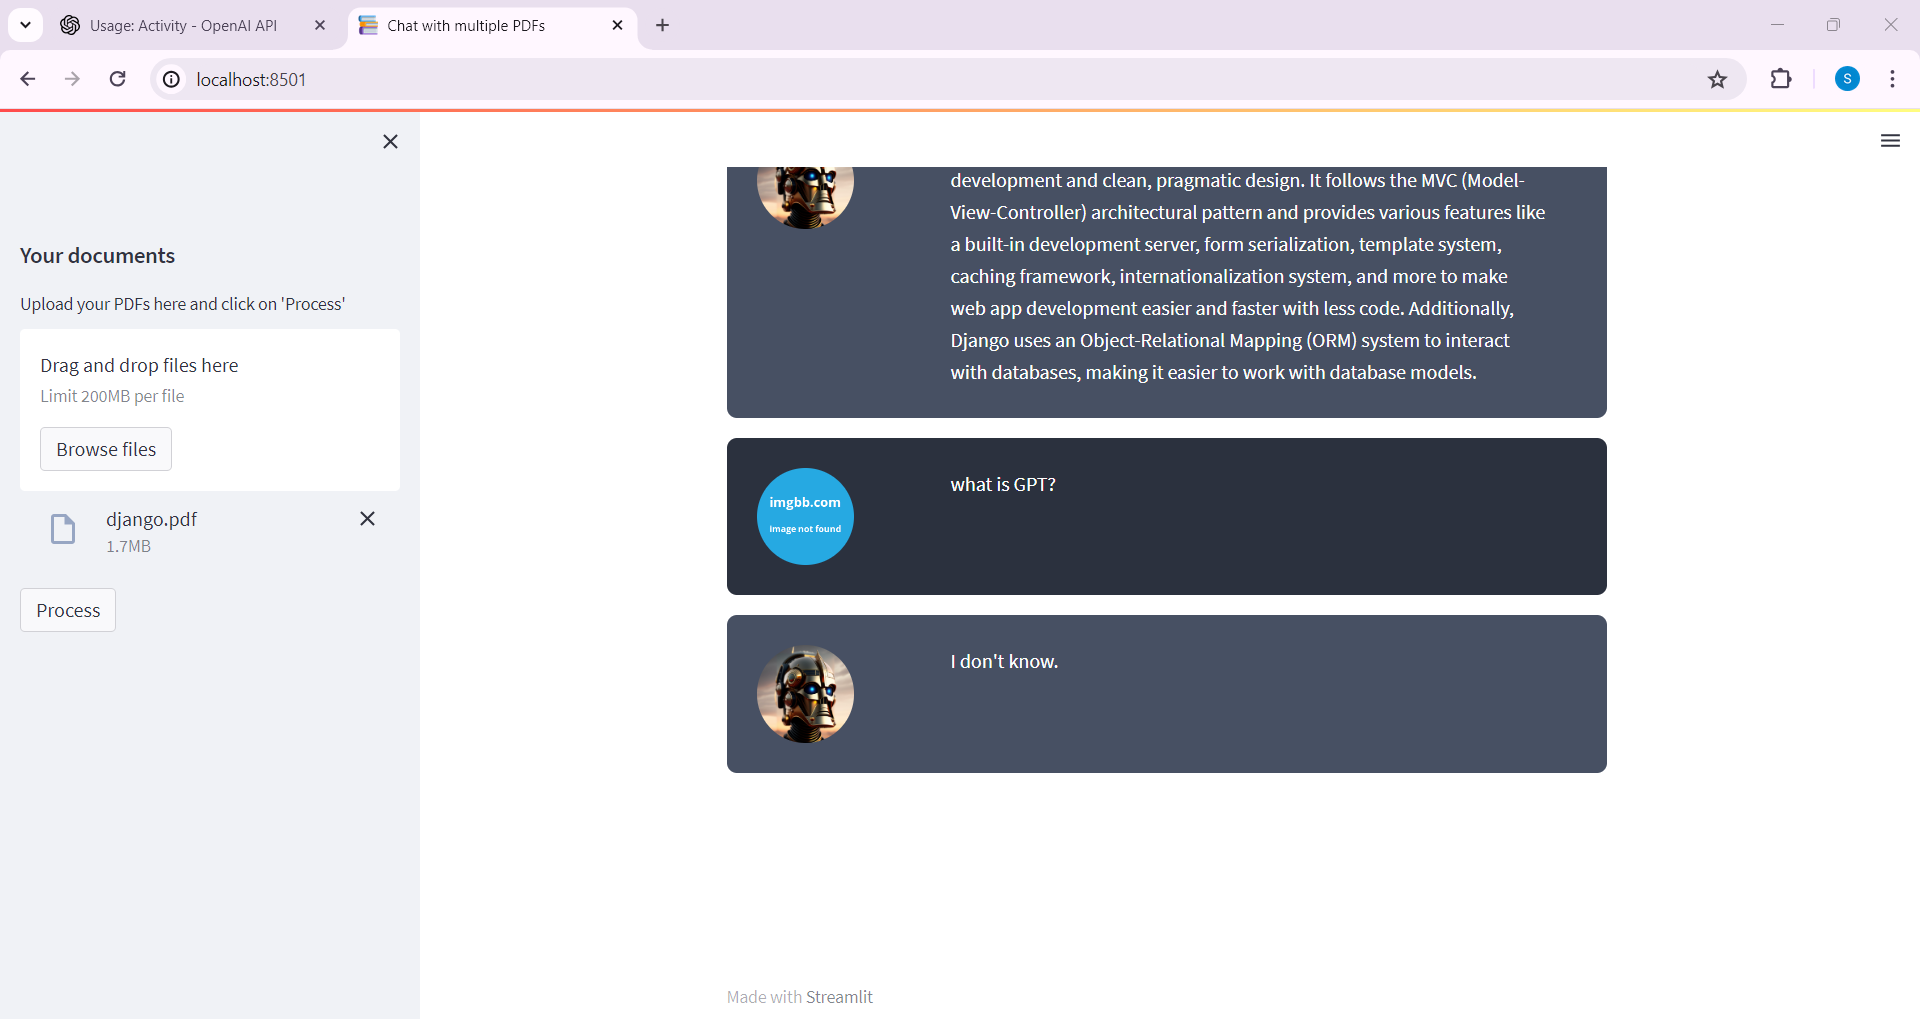 Usage: Activity - OpenAI API
Chat with multiple PDFs
localhost:8501
S
Your documents
Upload your PDFs here and click on 'Process'
Drag and drop files here
Limit 200MB per file
Browse files
django.pdf
1.7MB
Process
development and clean, pragmatic design. It follows the MVC (Model-
View-Controller) architectural pattern and provides various features like
a built-in development server, form serialization, template system,
caching framework, internationalization system, and more to make
web app development easier and faster with less code. Additionally,
Django uses an Object-Relational Mapping (ORM) system to interact
with databases, making it easier to work with database models.
imgbb.com
image not found
what is GPT?
I don't know.
Made with Streamlit